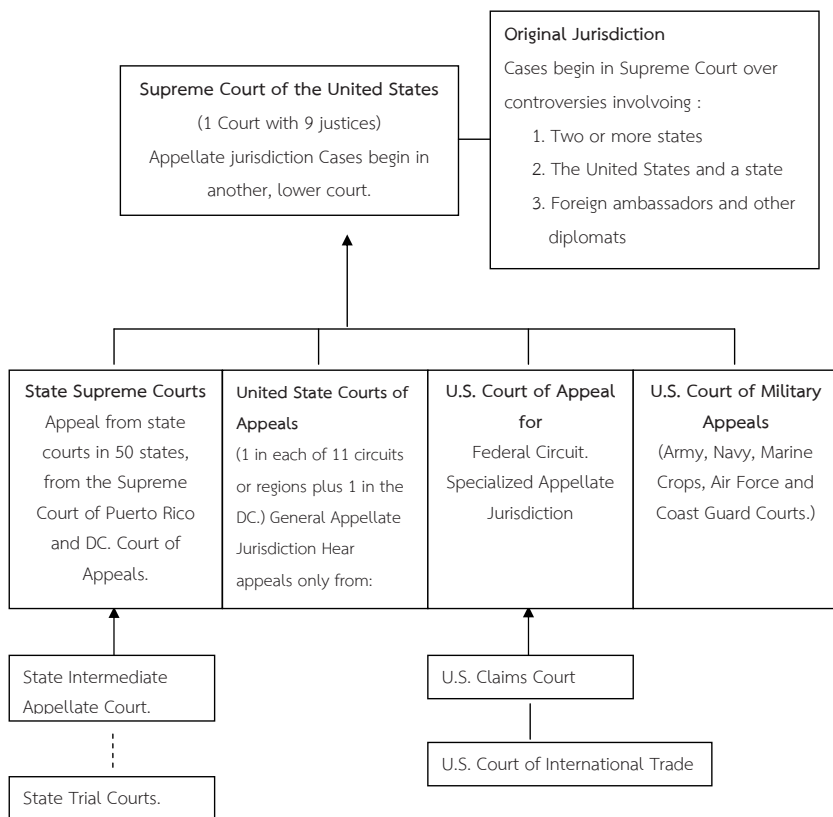 Supreme Court of the United States
(1 Court with 9 justices)
Appellate jurisdiction Cases begin in
another, lower court.
Original Jurisdiction
Cases begin in Supreme Court over
controversies involvoing :
1. Two or more states
2. The United States and a state
3. Foreign ambassadors and other
diplomats
State Supreme Courts
Appeal from state
courts in 50 states,
from the Supreme
Court of Puerto Rico
and DC. Court of
Appeals.
United State Courts of
Appeals
(1 in each of 11 circuits
or regions plus 1 in the
DC.) General Appellate
Jurisdiction Hear
appeals only from:
U.S. Court of Appeal
for
Federal Circuit.
Specialized Appellate
Jurisdiction
U.S. Court of Military
Appeals
(Army, Navy, Marine
Crops, Air Force and
Coast Guard Courts.)
State Intermediate
Appellate Court.
State Trial Courts.
U.S. Claims Court
U.S. Court of International Trade